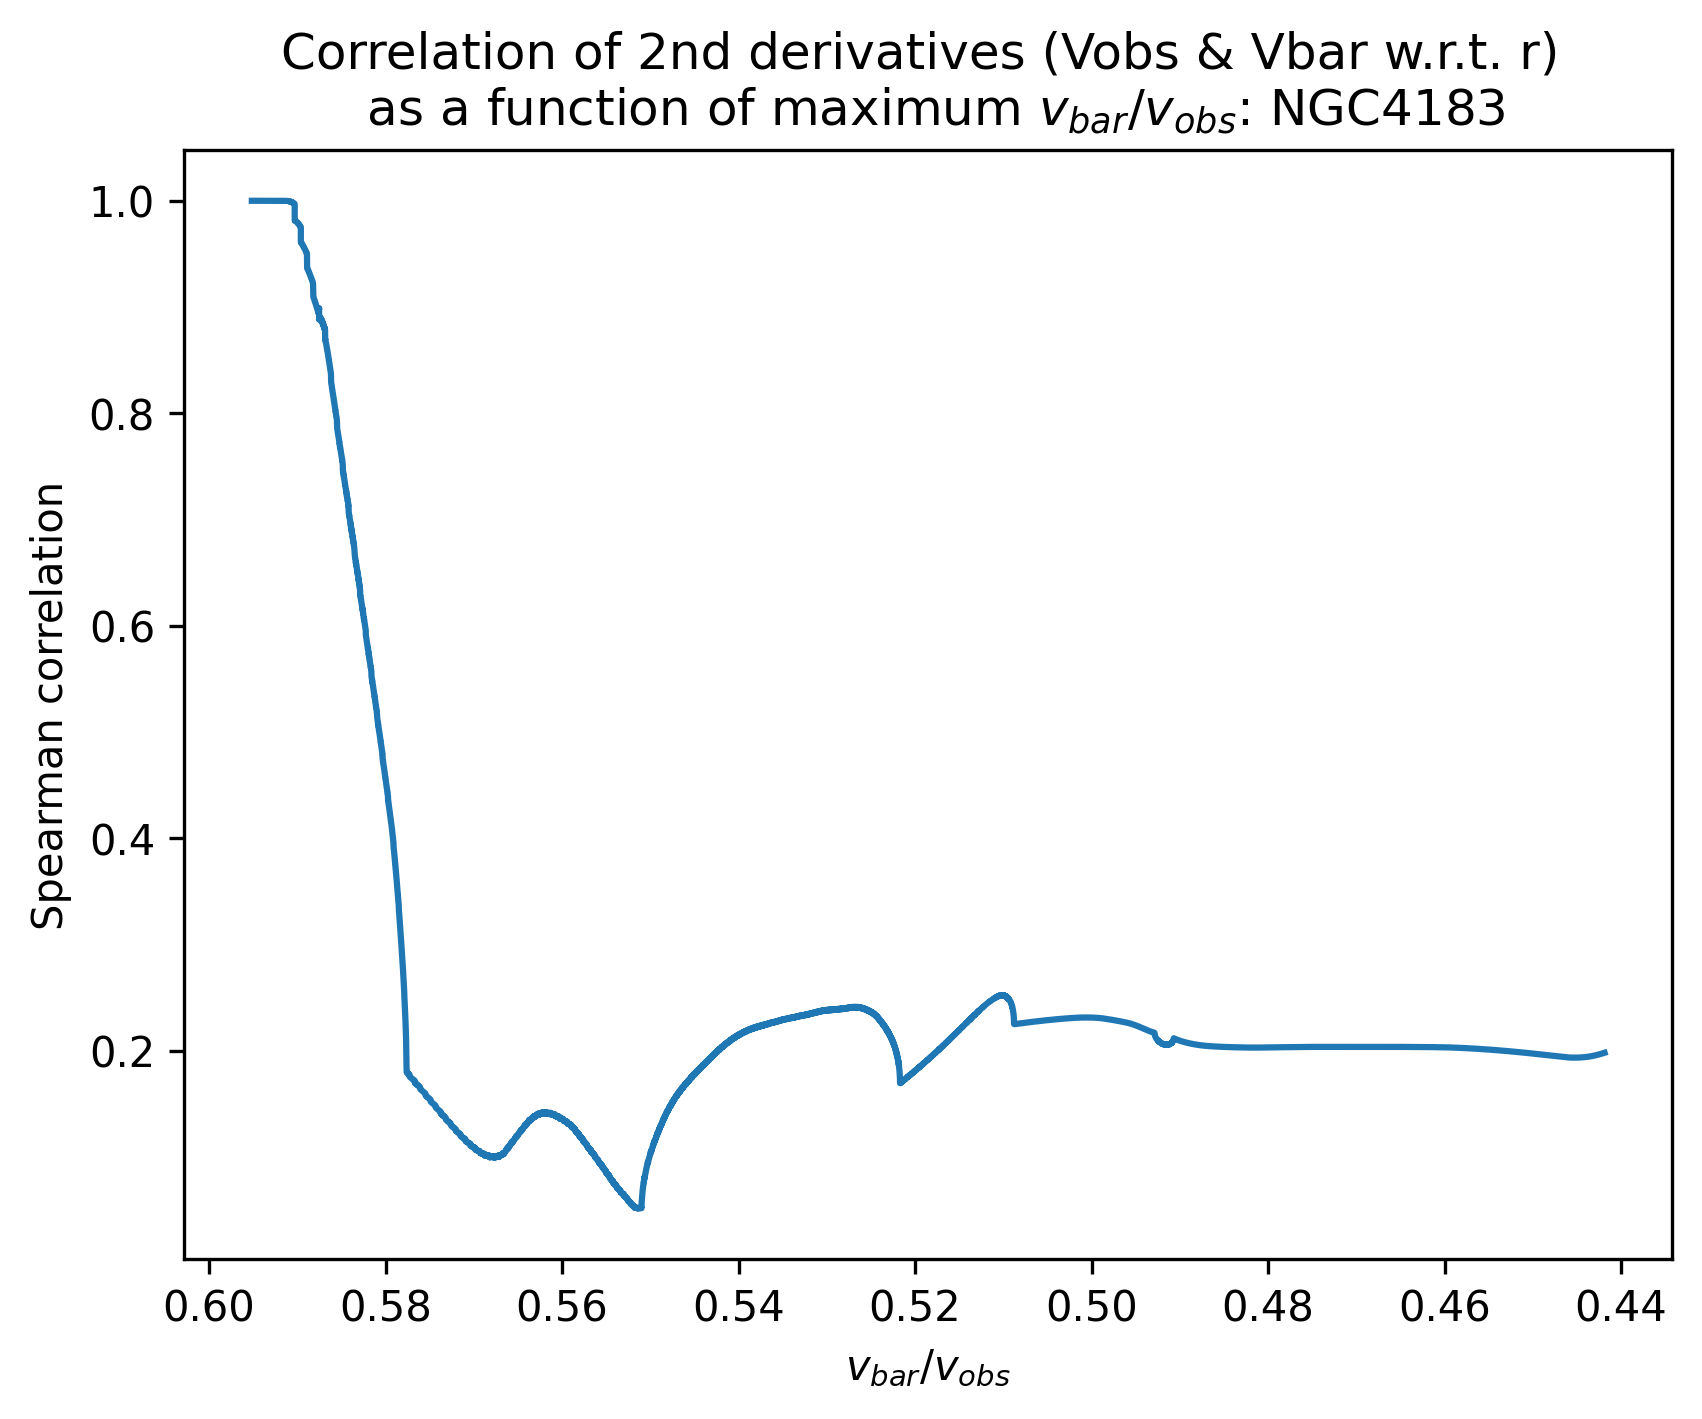 Correlation of 2nd derivatives (Vobs & Vbar w.r.t. r)
as a function of maximum v_bar/v_obs: NGC4183
1.0
0.8
0.6
0.4
0.2
Spearman correlation
0.60 0.58 0.56 0.54 0.52 0.50 0.48 0.46 0.44
v_bar/v_obs